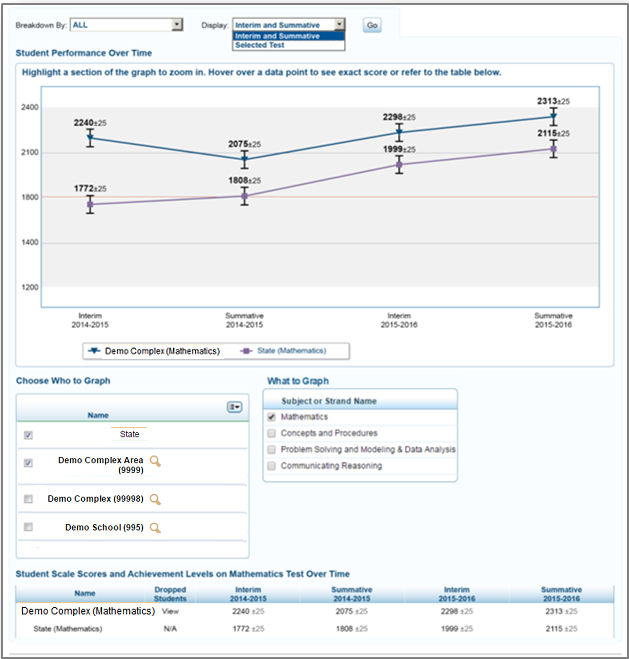 Breakdown By: ALL Display: Interim and Summative Go
Interim and Summative
Selected Test
Student Performance Over Time
Highlight a section of the graph to zoom in. Hover over a data point to see exact score or refer to the table below.
2400
2100
1800
1400
1200
2240±25
2075±25
2298±25
2313±25
1772±25
1808±25
1999±25
2115±25
Interim Summative Interim Summative
2014-2015 2014-2015 2015-2016 2015-2016
Demo Complex (Mathematics) State (Mathematics)
Choose Who to Graph
Name
State
Demo Complex Area
(9999)
Demo Complex (99998)
Demo School (995)
What to Graph
Subject or Strand Name
Mathematics
Concepts and Procedures
Problem Solving and Modeling & Data Analysis
Communicating Reasoning
Student Scale Scores and Achievement Levels on Mathematics Test Over Time
Name Dropped Students Interim 2014-2015 Summative 2014-2015 Interim 2015-2016 Summative 2015-2016
Demo Complex (Mathematics) View 2240 ±25 2075 ±25 2298 ±25 2313 ±25
State (Mathematics) N/A 1772 ±25 1808 ±25 1999 ±25 2115 ±25